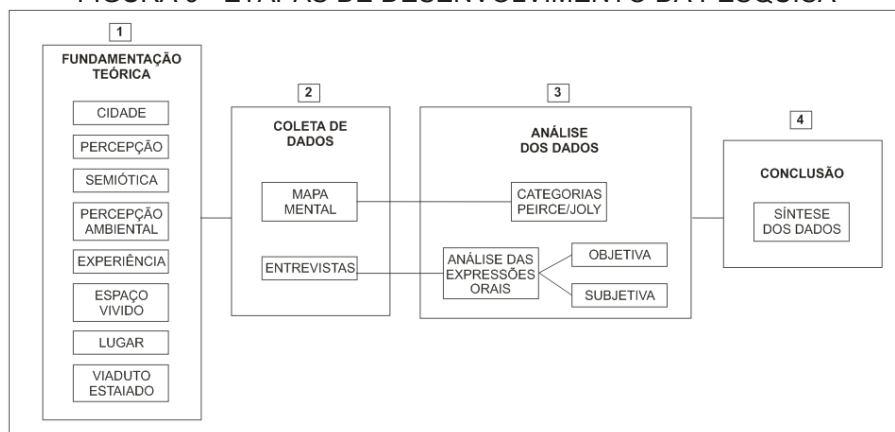 FIGURA 9 - ETAPAS DE DESENVOLVIMENTO DA PESQUISA
1
FUNDAMENTAÇÃO
TEÓRICA
CIDADE
PERCEPÇÃO
SEMIÓTICA
PERCEPÇÃO
AMBIENTAL
EXPERIÊNCIA
ESPAÇO
VIVIDO
LUGAR
VIADUTO
ESTAIADO
2
COLETA DE
DADOS
MAPA
MENTAL
ENTREVISTAS
3
ANÁLISE
DOS DADOS
CATEGORIAS
PEIRCE/JOLY
ANÁLISE DAS
EXPRESSÕES
ORAIS
OBJETIVA
SUBJETIVA
4
CONCLUSÃO
SÍNTESE
DOS DADOS